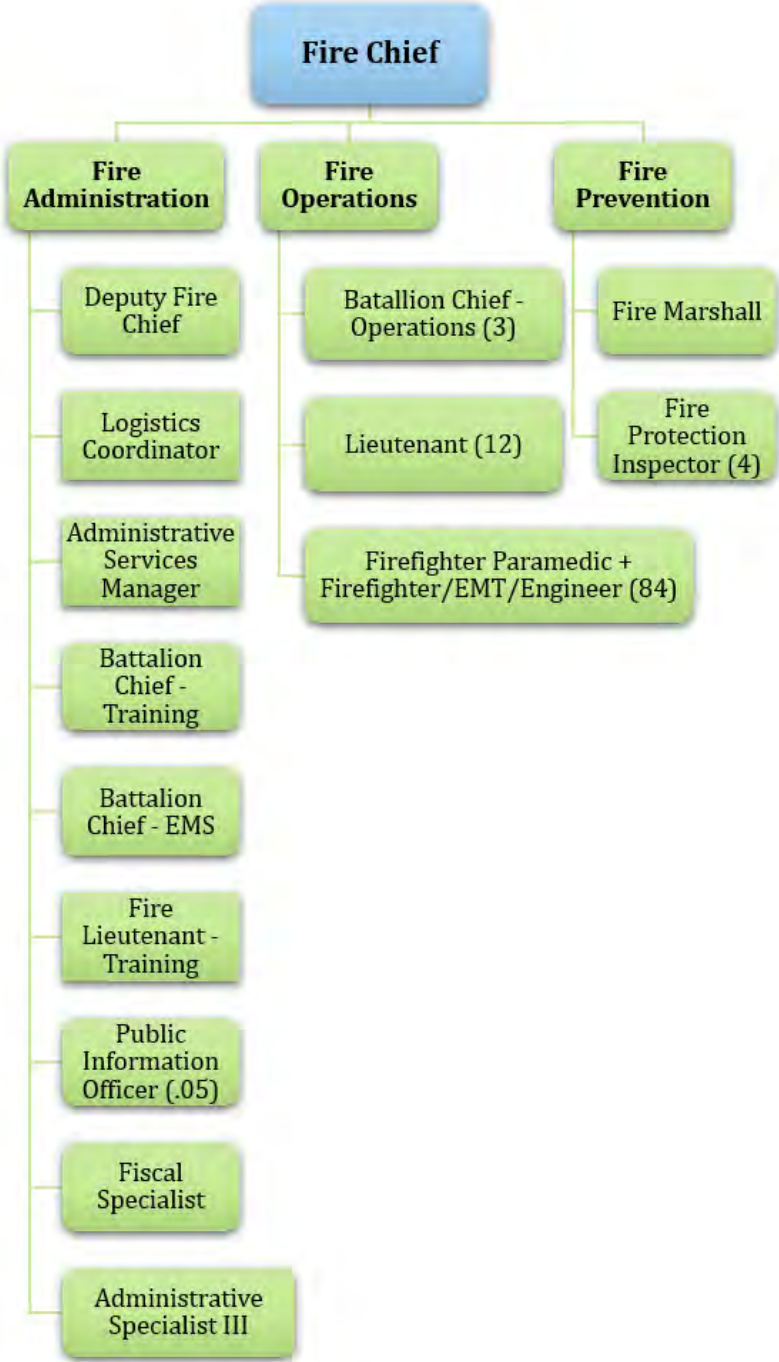 Fire Chief
Fire
Administration
Deputy Fire
Chief
Logistics
Coordinator
Administrative
Services
Manager
Battalion
Chief -
Training
Battalion
Chief - EMS
Fire
Lieutenant -
Training
Public
Information
Officer (.05)
Fiscal
Specialist
Administrative
Specialist III
Fire
Operations
Batallion Chief -
Operations (3)
Lieutenant (12)
Firefighter Paramedic +
Firefighter/EMT/Engineer (84)
Fire
Prevention
Fire Marshall
Fire
Protection
Inspector (4)